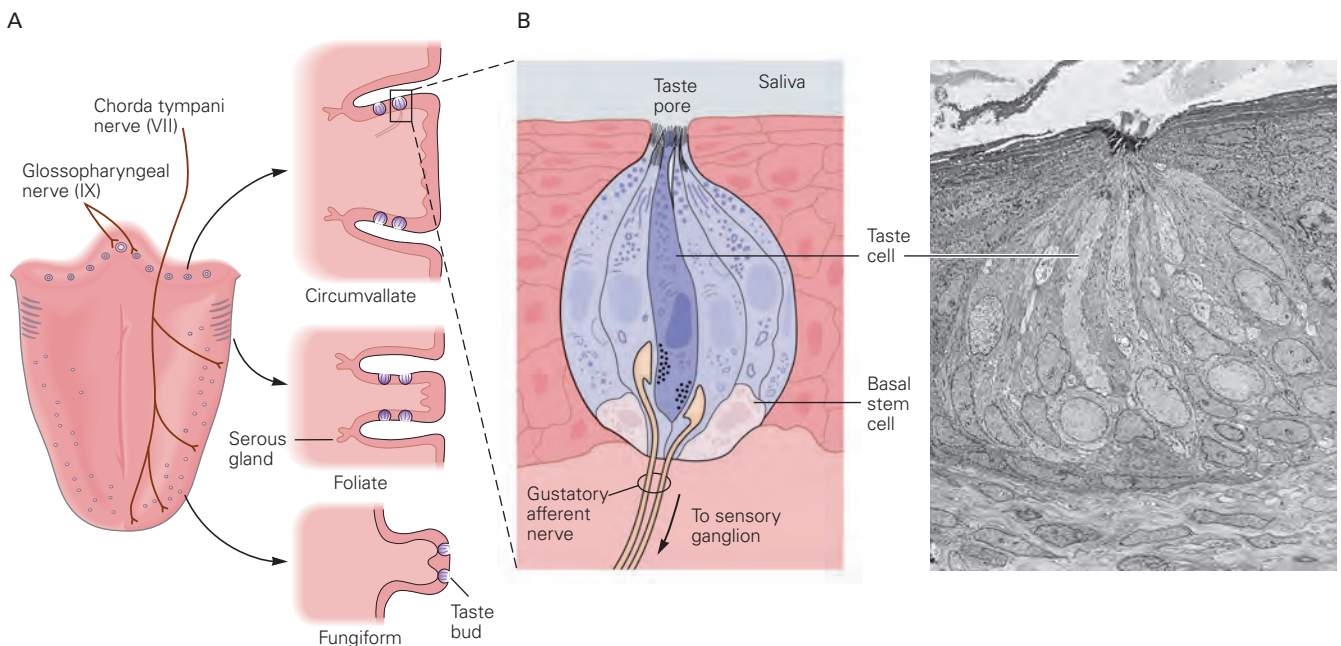 A
Chorda tympani
nerve (VII)
Glossopharyngeal
nerve (IX)
Circumvallate
Serous
gland
Foliate
Fungiform
Taste
bud
B
Taste
pore
Saliva
Taste
cell
Basal
stem
cell
Gustatory
afferent
nerve
To sensory
ganglion